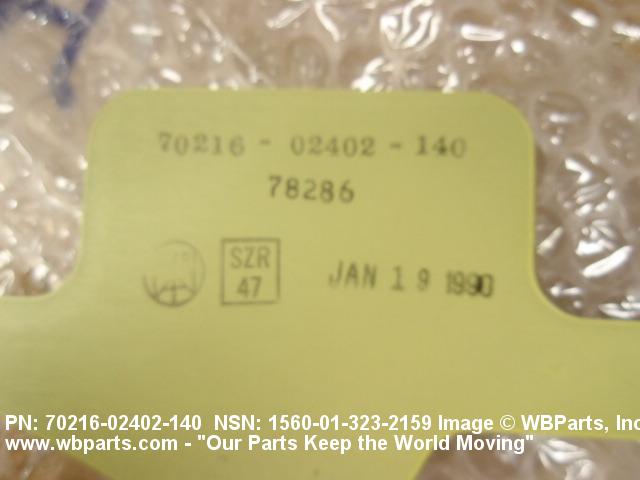 70216 - 02402 - 140
78286
SZR
47
JAN 19 1990
PN: 70216-02402-140 NSN: 1560-01-323-2159 Image © WBParts, Inc
www.wbparts.com - "Our Parts Keep the World Moving"